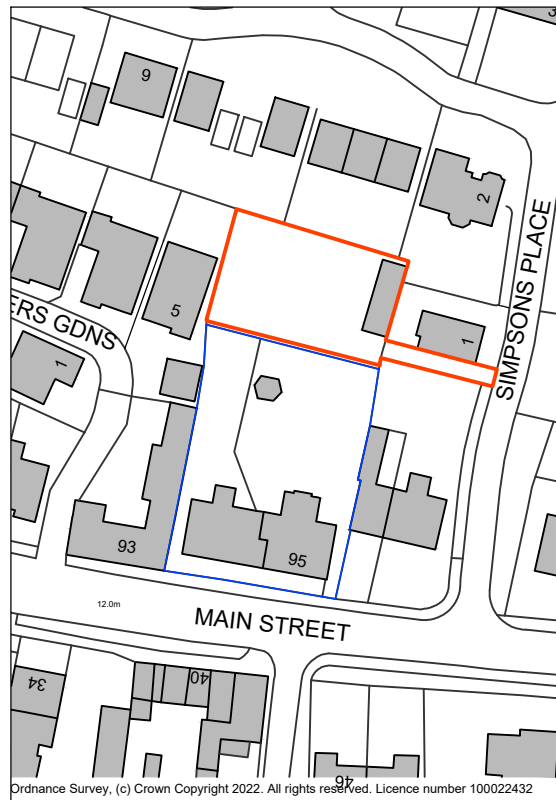 3
9
2
SIMPSONS PLACE
5
1
ERS GDNS
1
93
95
12.0m
MAIN STREET
34
40
46
Ordnance Survey, (c) Crown Copyright 2022. All rights reserved. Licence number 100022432